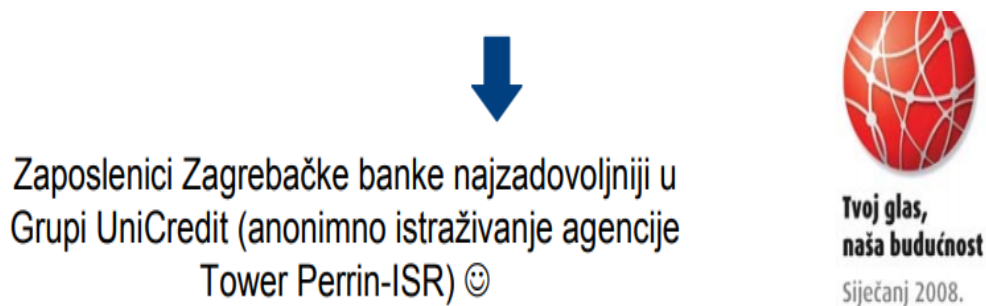 Zaposlenici Zagrebačke banke najzadovoljniji u
Grupi UniCredit (anonimno istraživanje agencije
Tower Perrin-ISR) ☺
Tvoj glas,
naša budućnost
Siječanj 2008.